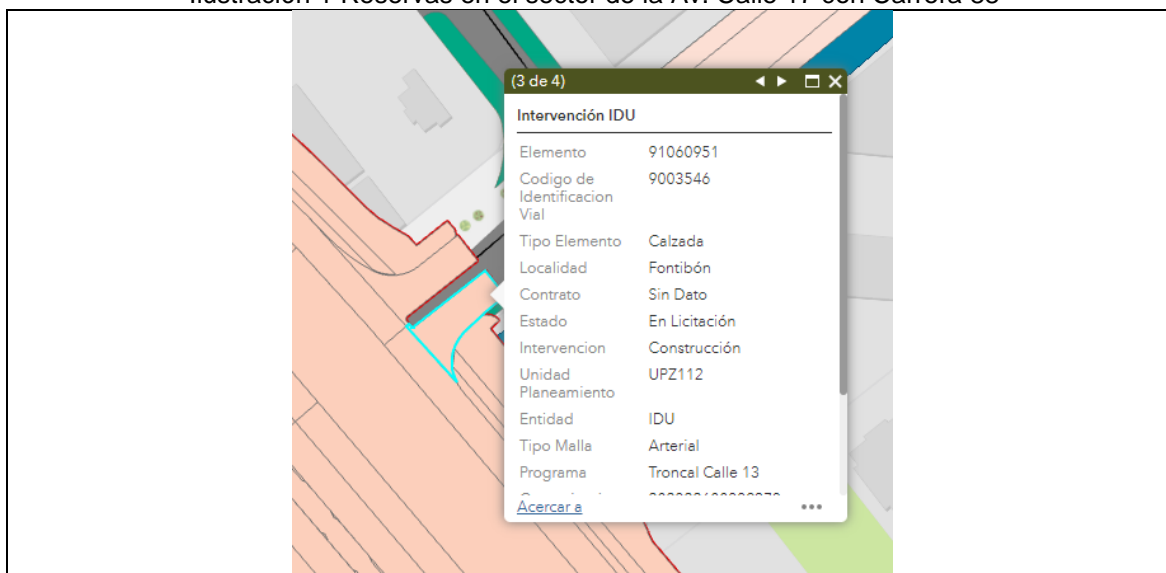 (3 de 4)
Intervención IDU
Elemento 91060951
Codigo de 9003546
Identificacion
Vial
Tipo Elemento Calzada
Localidad Fontibón
Contrato Sin Dato
Estado En Licitación
Intervencion Construcción
Unidad UPZ112
Planeamiento
Entidad IDU
Tipo Malla Arterial
Programa Troncal Calle 13
Acercar a